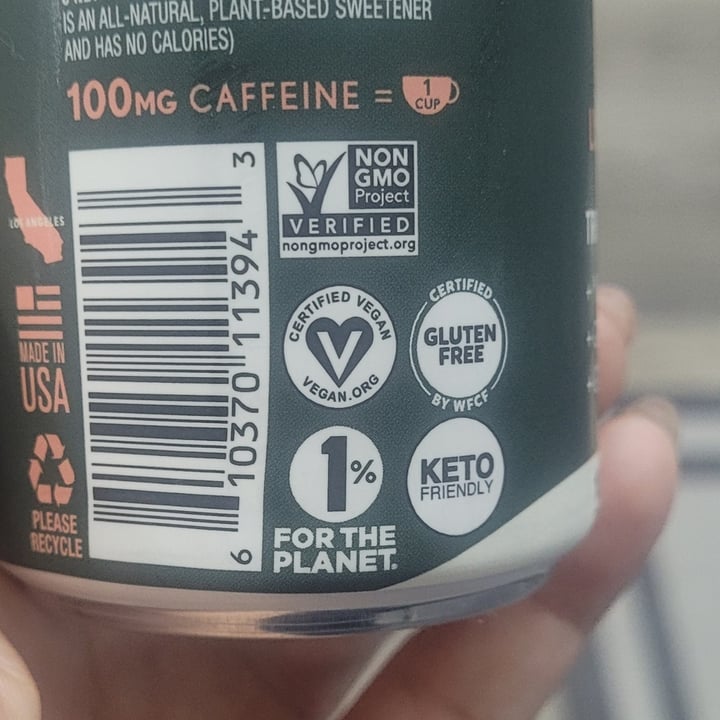 IS AN ALL-NATURAL, PLANT-BASED SWEETENER
AND HAS NO CALORIES)
100MG CAFFEINE = 1 CUP
LOS ANGELES
MADE IN
USA
PLEASE
RECYCLE
6 10370 11394 3
NON
GMO
Project
VERIFIED
nongmoproject.org
CERTIFIED VEGAN
V
VEGAN.ORG
CERTIFIED
GLUTEN
FREE
BY WFCF
1%
FOR THE
PLANET.
KETO
FRIENDLY